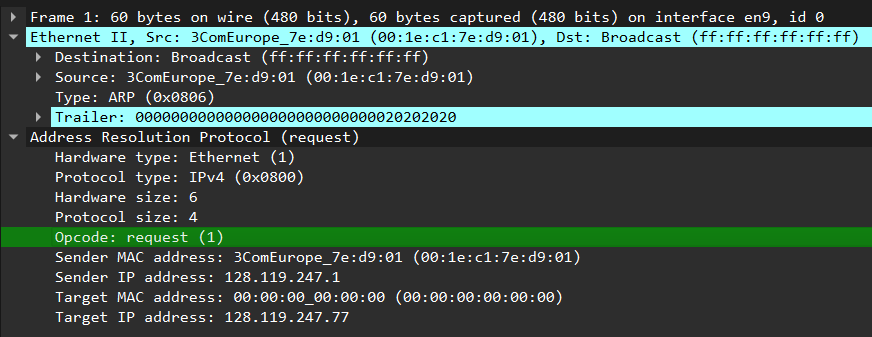 Frame 1: 60 bytes on wire (480 bits), 60 bytes captured (480 bits) on interface en9, id 0
Ethernet II, Src: 3ComEurope_7e:d9:01 (00:1e:c1:7e:d9:01), Dst: Broadcast (ff:ff:ff:ff:ff:ff)
Destination: Broadcast (ff:ff:ff:ff:ff:ff)
Source: 3ComEurope_7e:d9:01 (00:1e:c1:7e:d9:01)
Type: ARP (0x0806)
Trailer: 000000000000000000000000000020202020
Address Resolution Protocol (request)
Hardware type: Ethernet (1)
Protocol type: IPv4 (0x0800)
Hardware size: 6
Protocol size: 4
Opcode: request (1)
Sender MAC address: 3ComEurope_7e:d9:01 (00:1e:c1:7e:d9:01)
Sender IP address: 128.119.247.1
Target MAC address: 00:00:00_00:00:00 (00:00:00:00:00:00)
Target IP address: 128.119.247.77